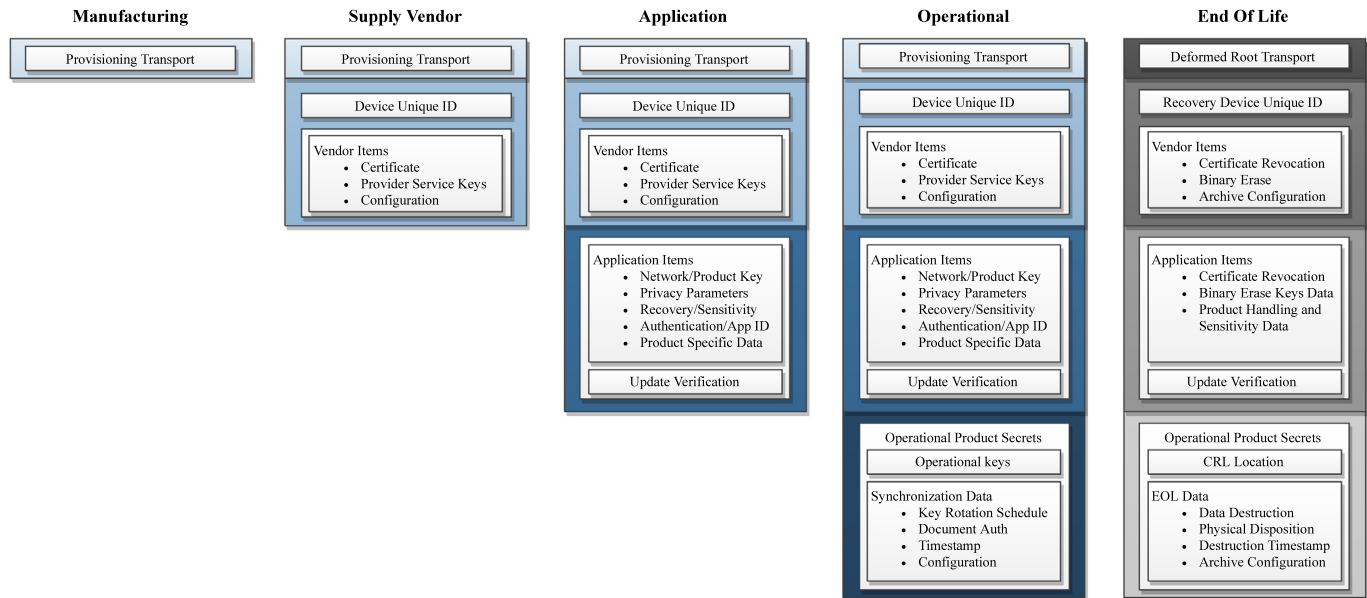 Manufacturing
Provisioning Transport
Supply Vendor
Provisioning Transport
Device Unique ID
Vendor Items
• Certificate
• Provider Service Keys
• Configuration
Application
Provisioning Transport
Device Unique ID
Vendor Items
• Certificate
• Provider Service Keys
• Configuration
Application Items
• Network/Product Key
• Privacy Parameters
• Recovery/Sensitivity
• Authentication/App ID
• Product Specific Data
Update Verification
Operational
Provisioning Transport
Device Unique ID
Vendor Items
• Certificate
• Provider Service Keys
• Configuration
Application Items
• Network/Product Key
• Privacy Parameters
• Recovery/Sensitivity
• Authentication/App ID
• Product Specific Data
Update Verification
Operational Product Secrets
Operational keys
Synchronization Data
• Key Rotation Schedule
• Document Auth
• Timestamp
• Configuration
End Of Life
Deformed Root Transport
Recovery Device Unique ID
Vendor Items
• Certificate Revocation
• Binary Erase
• Archive Configuration
Application Items
• Certificate Revocation
• Binary Erase Keys Data
• Product Handling and
Sensitivity Data
Update Verification
Operational Product Secrets
CRL Location
EOL Data
• Data Destruction
• Physical Disposition
• Destruction Timestamp
• Archive Configuration